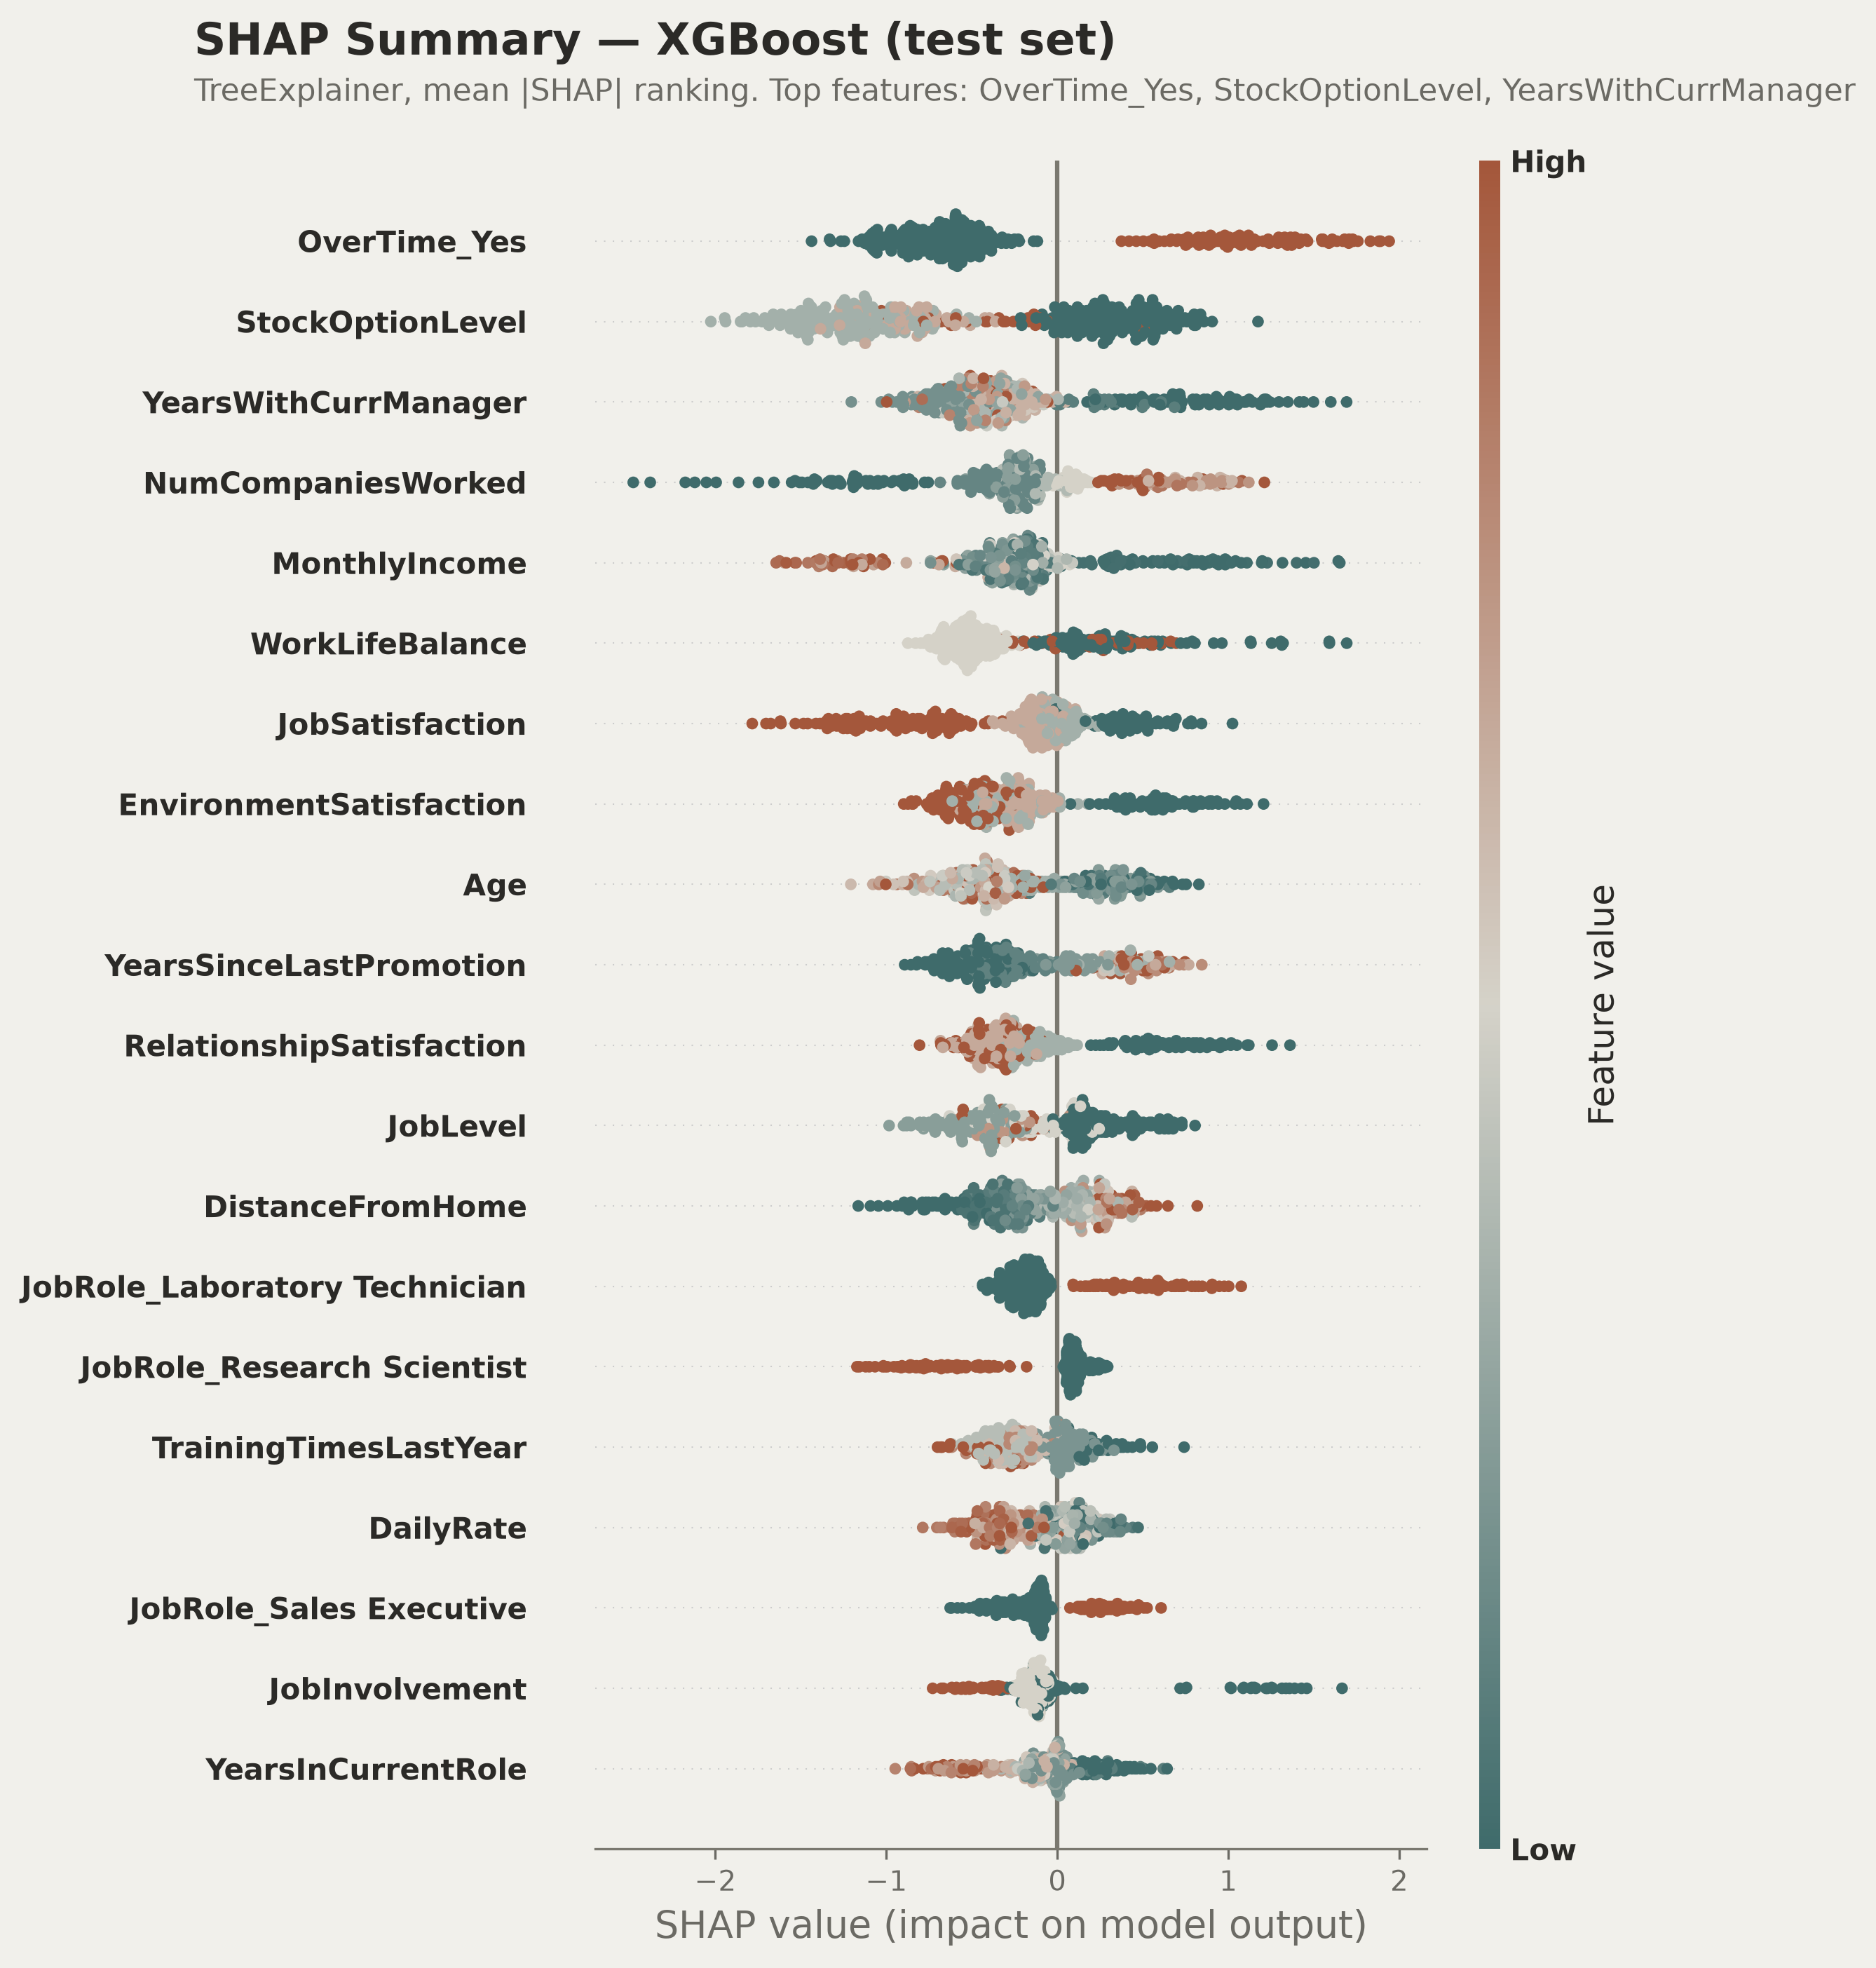 SHAP Summary — XGBoost (test set)
TreeExplainer, mean |SHAP| ranking. Top features: OverTime_Yes, StockOptionLevel, YearsWithCurrManager
High
OverTime_Yes
StockOptionLevel
YearsWithCurrManager
NumCompaniesWorked
MonthlyIncome
WorkLifeBalance
JobSatisfaction
EnvironmentSatisfaction
Age
YearsSinceLastPromotion
RelationshipSatisfaction
JobLevel
DistanceFromHome
JobRole_Laboratory Technician
JobRole_Research Scientist
TrainingTimesLastYear
DailyRate
JobRole_Sales Executive
JobInvolvement
YearsInCurrentRole
Feature value
Low
−2 −1 0 1 2
SHAP value (impact on model output)